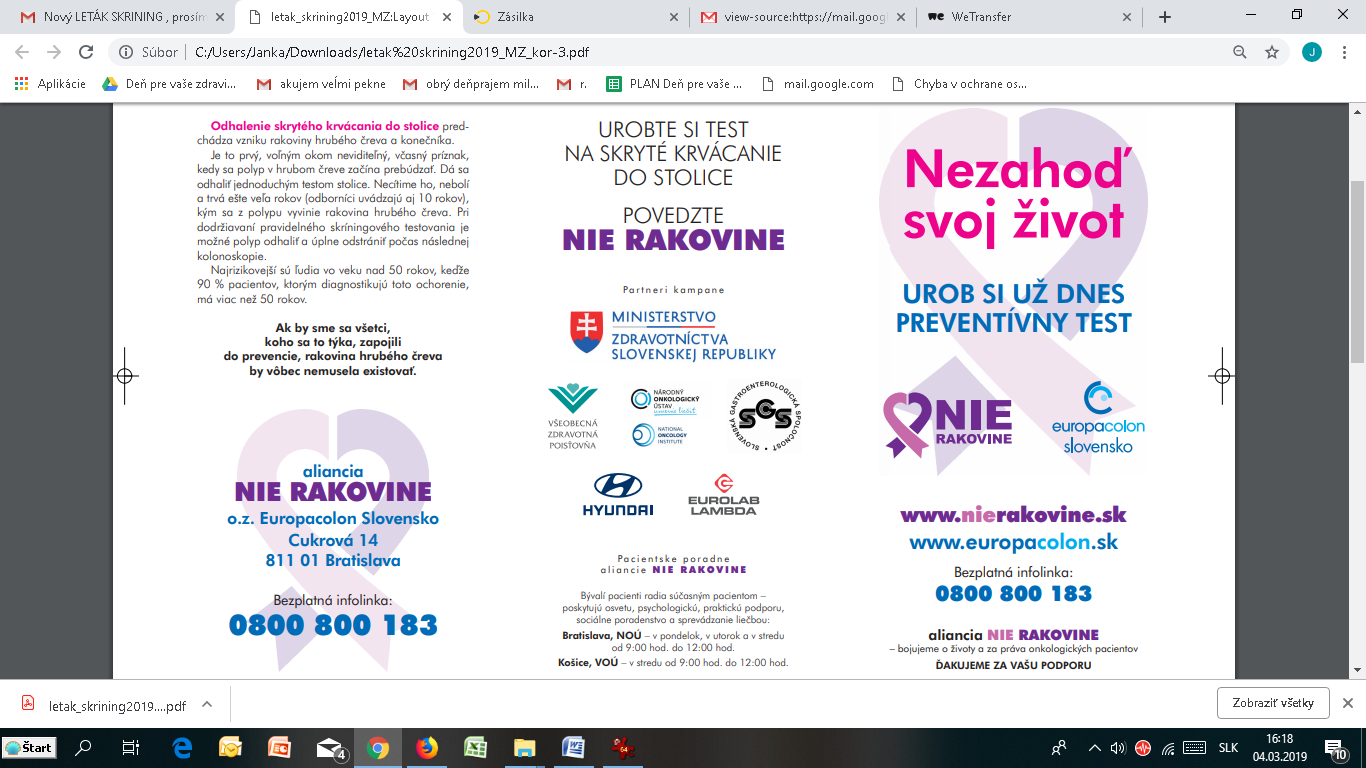 Nový LETÁK SKRINING , prosím
letak_skrining2019_MZ:Layout
Zásilka
view-source:https://mail.googl
WeTransfer
Súbor
C:/Users/Janka/Downloads/letak%20skrining2019_MZ_kor-3.pdf
J
Aplikácie
Deň pre vaše zdravi...
akujem veľmi pekne
obrý deňprajem mil...
r.
PLAN Deň pre vaše ...
mail.google.com
Chyba v ochrane os...
Odhalenie skrytého krvácania do stolice pred-
chádza vzniku rakoviny hrubého čreva a konečníka.
Je to prvý, voľným okom neviditeľný, včasný príznak,
kedy sa polyp v hrubom čreve začína prebúdzať. Dá sa
odhaliť jednoduchým testom stolice. Necítime ho, nebolí
a trvá ešte veľa rokov (odborníci uvádzajú aj 10 rokov),
kým sa z polypu vyvinie rakovina hrubého čreva. Pri
dodržiavaní pravidelného skríningového testovania je
možné polyp odhaliť a úplne odstrániť počas následnej
kolonoskopie.
Najrizikovejší sú ľudia vo veku nad 50 rokov, keďže
90 % pacientov, ktorým diagnostikujú toto ochorenie,
má viac než 50 rokov.
Ak by sme sa všetci,
koho sa to týka, zapojili
do prevencie, rakovina hrubého čreva
by vôbec nemusela existovať.
aliancia
NIE RAKOVINE
o.z. Europacolon Slovensko
Cukrová 14
811 01 Bratislava
Bezplatná infolinka:
0800 800 183
UROBTE SI TEST
NA SKRYTÉ KRVÁCANIE
DO STOLICE
POVEDZTE
NIE RAKOVINE
Partneri kampane
MINISTERSTVO
ZDRAVOTNÍCTVA
SLOVENSKEJ REPUBLIKY
VŠEOBECNÁ
ZDRAVOTNÁ
POISŤOVŇA
NÁRODNÝ
ONKOLOGICKÝ
ÚSTAV
umenie liečiť
NATIONAL
ONCOLOGY
INSTITUTE
SLOVENSKÁ GASTROENTEROLOGICKÁ SPOLOČNOSŤ
SGS
HYUNDAI
EUROLAB
LAMBDA
Pacientske poradne
aliancie NIE RAKOVINE
Bývalí pacienti radia súčasným pacientom –
poskytujú osvetu, psychologickú, praktickú podporu,
sociálne poradenstvo a sprevádzanie liečbou:
Bratislava, NOÚ – v pondelok, v utorok a v stredu
od 9:00 hod. do 12:00 hod.
Košice, VOÚ – v stredu od 9:00 hod. do 12:00 hod.
Nezahoď
svoj život
UROB SI UŽ DNES
PREVENTÍVNY TEST
NIE
RAKOVINE
europacolon
slovensko
www.nierakovine.sk
www.europacolon.sk
Bezplatná infolinka:
0800 800 183
aliancia NIE RAKOVINE
– bojujeme o životy a za práva onkologických pacientov
ĎAKUJEME ZA VAŠU PODPORU
letak_skrining2019....pdf
Zobraziť všetky
Štart
4
64
SLK
16:18
04.03.2019
10